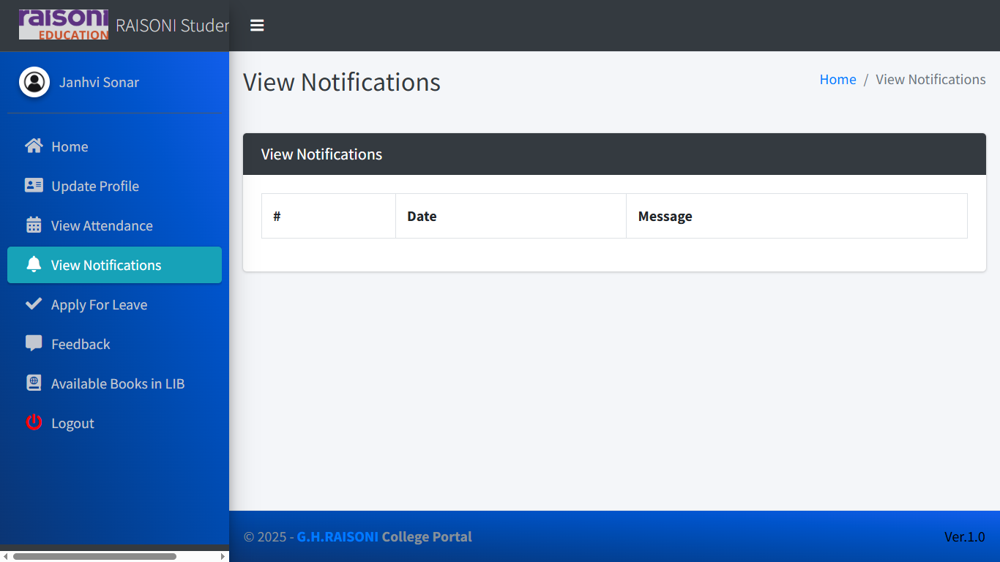 raisoni
EDUCATION
RAISONI Studen
Janhvi Sonar
Home
Update Profile
View Attendance
View Notifications
Apply For Leave
Feedback
Available Books in LIB
Logout
View Notifications
Home / View Notifications
View Notifications
# Date Message
© 2025 - G.H.RAISONI College Portal
Ver.1.0